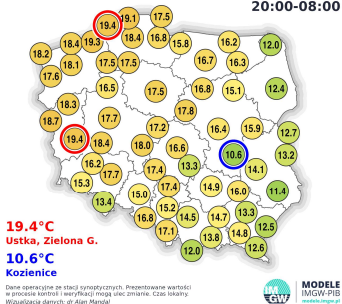 20:00-08:00
19.4 19.1 17.5
18.4 19.3 18.4 16.8 15.8 16.2 12.0
18.2
18.1 17.5 17.5 16.7 16.3
17.6
16.5 17.5 16.8 15.1 12.4
18.3 17.8
18.7 17.7 17.2 16.4 15.9 12.7
19.4 18.4 18.0 16.6 10.6 13.2
16.2 17.7 17.4 13.3 14.1
15.3 15.0 17.4 14.9 16.0 11.4
13.4 15.2
16.8 14.5 14.7 13.3
17.1 13.8 14.8 12.5
12.0 12.6
19.4°C
Ustka, Zielona G.
10.6°C
Kozienice
Dane operacyjne ze stacji synoptycznych. Prezentowane wartości
w procesie kontroli i weryfikacji mogą ulec zmianie. Czas lokalny.
Wizualizacja danych: dr Alan Mandal
IM
GW
MODELE
IMGW-PIB
modele.imgw.pl